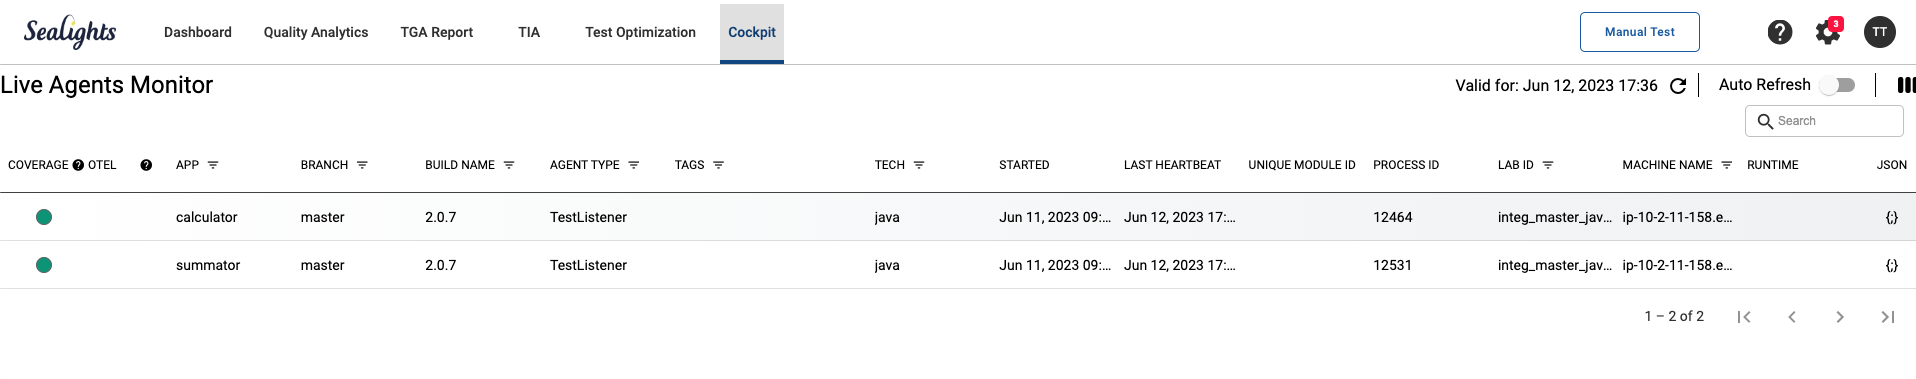 SeaLights Dashboard Quality Analytics TGA Report TIA Test Optimization Cockpit Manual Test 3 TT
Live Agents Monitor Valid for: Jun 12, 2023 17:36 Auto Refresh
Search
COVERAGE OTEL APP BRANCH BUILD NAME AGENT TYPE TAGS TECH STARTED LAST HEARTBEAT UNIQUE MODULE ID PROCESS ID LAB ID MACHINE NAME RUNTIME JSON
calculator master 2.0.7 TestListener java Jun 11, 2023 09:... Jun 12, 2023 17:... 12464 integ_master_jav... ip-10-2-11-158.e... {;}
summator master 2.0.7 TestListener java Jun 11, 2023 09:... Jun 12, 2023 17:... 12531 integ_master_jav... ip-10-2-11-158.e... {;}
1 – 2 of 2